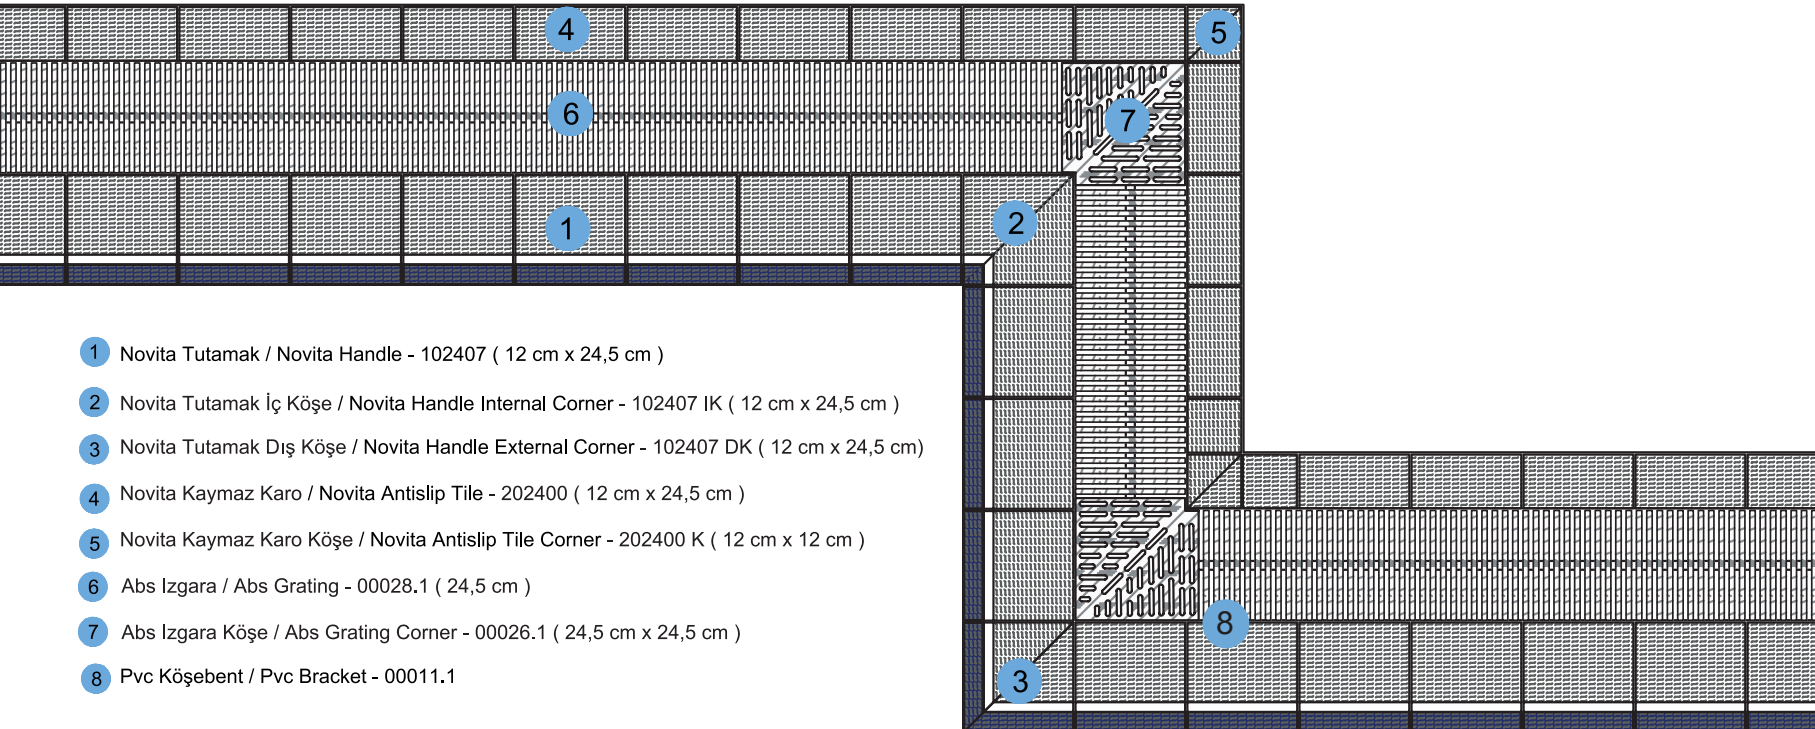 4
5
6
7
1
2
1 Novita Tutamak / Novita Handle - 102407 ( 12 cm x 24,5 cm )
2 Novita Tutamak İç Köşe / Novita Handle Internal Corner - 102407 IK ( 12 cm x 24,5 cm )
3 Novita Tutamak Dış Köşe / Novita Handle External Corner - 102407 DK ( 12 cm x 24,5 cm)
4 Novita Kaymaz Karo / Novita Antislip Tile - 202400 ( 12 cm x 24,5 cm )
5 Novita Kaymaz Karo Köşe / Novita Antislip Tile Corner - 202400 K ( 12 cm x 12 cm )
6 Abs Izgara / Abs Grating - 00028.1 ( 24,5 cm )
7 Abs Izgara Köşe / Abs Grating Corner - 00026.1 ( 24,5 cm x 24,5 cm )
8 Pvc Köşebent / Pvc Bracket - 00011.1
8
3